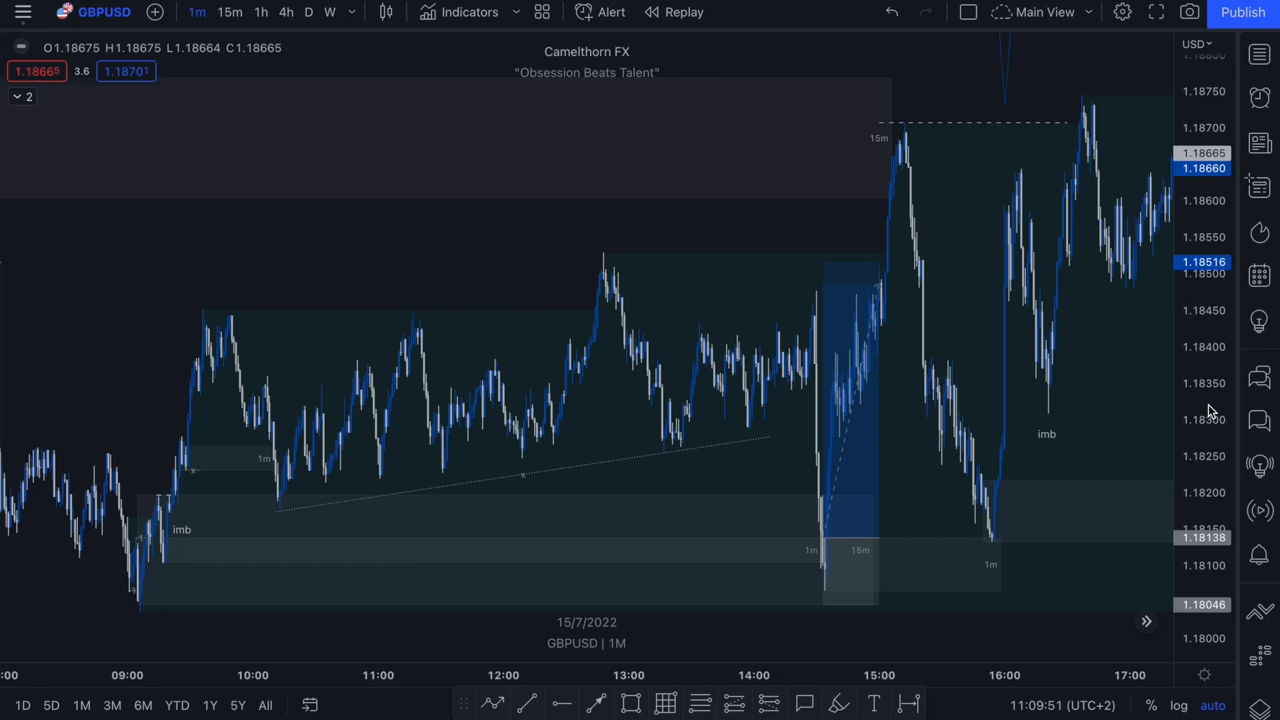 GBPUSD 1m 15m 1h 4h D W Indicators Alert Replay Main View Publish
O1.18675 H1.18675 L1.18664 C1.18665
1.18665 3.6 1.18701
2
Camelthorn FX
"Obsession Beats Talent"
USD
1.18800
1.18750
1.18700
1.18665
1.18660
1.18600
1.18550
1.18516
1.18500
1.18450
1.18400
1.18350
1.18300
1.18250
1.18200
1.18150
1.18138
1.18100
1.18046
1.18000
15m
1m
imb
imb
1m
15m
1m
15/7/2022
GBPUSD | 1M
:00 09:00 10:00 11:00 12:00 13:00 14:00 15:00 16:00 17:00
1D 5D 1M 3M 6M YTD 1Y 5Y All
11:09:51 (UTC+2) % log auto